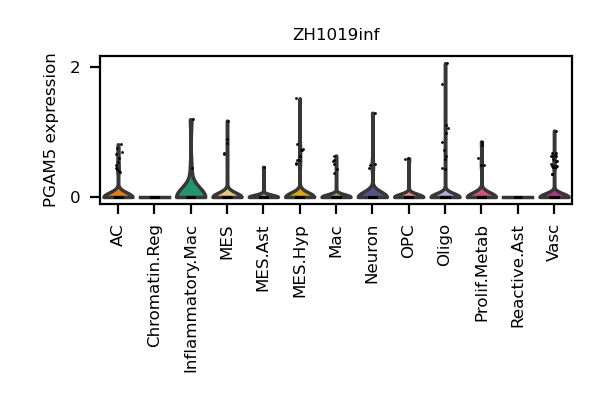 ZH1019inf
PGAM5 expression
2
0
AC
Chromatin.Reg
Inflammatory.Mac
MES
MES.Ast
MES.Hyp
Mac
Neuron
OPC
Oligo
Prolif.Metab
Reactive.Ast
Vasc